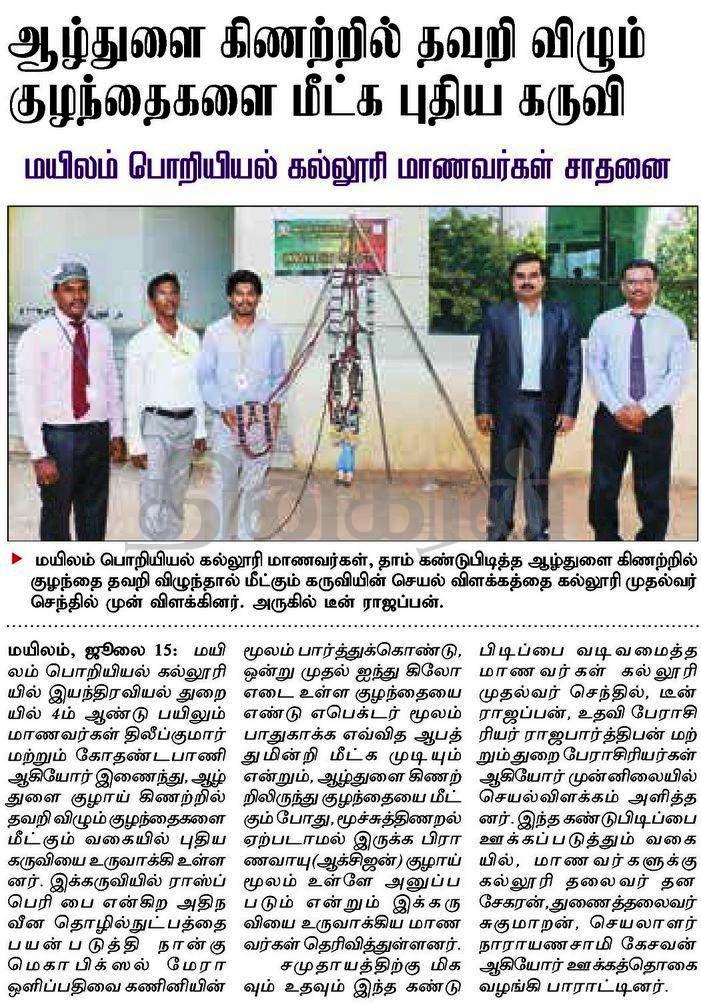 ஆழ்துளை கிணற்றில் தவறி விழும்
குழந்தைகளை மீட்க புதிய கருவி
மயிலம் பொறியியல் கல்லூரி மாணவர்கள் சாதனை
தினகரன்
மயிலம் பொறியியல் கல்லூரி மாணவர்கள், தாம் கண்டுபிடித்த ஆழ்துளை கிணற்றில்
குழந்தை தவறி விழுந்தால் மீட்கும் கருவியின் செயல் விளக்கத்தை கல்லூரி முதல்வர்
செந்தில் முன் விளக்கினர். அருகில் டீன் ராஜப்பன்.
மயிலம், ஜூலை 15: மயி
லம் பொறியியல் கல்லூரி
யில் இயந்திரவியல் துறை
யில் 4ம் ஆண்டு பயிலும்
மாணவர்கள் திலீப்குமார்
மற்றும் கோதண்டபாணி
ஆகியோர் இணைந்து, ஆழ்
துளை குழாய் கிணற்றில்
தவறி விழும் குழந்தைகளை
மீட்கும் வகையில் புதிய
கருவியை உருவாக்கி உள்ள
னர். இக்கருவியில் ராஸ்ப்
பெரி பை என்கிற அதிந
வீன தொழில்நுட்பத்தை
பயன் படுத்தி நான்கு
மெகா பிக்ஸல் மேரா
ஒளிப்பதிவை கணினியின்
மூலம் பார்த்துக்கொண்டு,
ஒன்று முதல் ஐந்து கிலோ
எடை உள்ள குழந்தையை
எண்டு எபெக்டர் மூலம்
பாதுகாக்க எவ்வித ஆபத்
துமின்றி மீட்க முடியும்
என்றும், ஆழ்துளை கிணற்
றிலிருந்து குழந்தையை மீட்
கும் போது, மூச்சுத்திணறல்
ஏற்படாமல் இருக்க பிரா
ணவாயு (ஆக்சிஜன்) குழாய்
மூலம் உள்ளே அனுப்ப
படும் என்றும் இக்கரு
வியை உருவாக்கிய மாண
வர்கள் தெரிவித்துள்ளனர்.
சமுதாயத்திற்கு மிக
வும் உதவும் இந்த கண்டு
பிடிப்பை வடிவமைத்த
மாணவர்கள் கல்லூரி
முதல்வர் செந்தில், டீன்
ராஜப்பன், உதவி பேராசி
ரியர் ராஜபார்த்திபன் மற்
றும் துறை பேராசிரியர்கள்
ஆகியோர் முன்னிலையில்
செயல்விளக்கம் அளித்த
னர். இந்த கண்டுபிடிப்பை
ஊக்கப்படுத்தும் வகை
யில், மாணவர்களுக்கு
கல்லூரி தலைவர் தன
சேகரன், துணைத்தலைவர்
சுகுமாறன், செயலாளர்
நாராயணசாமி கேசவன்
ஆகியோர் ஊக்கத்தொகை
வழங்கி பாராட்டினர்.